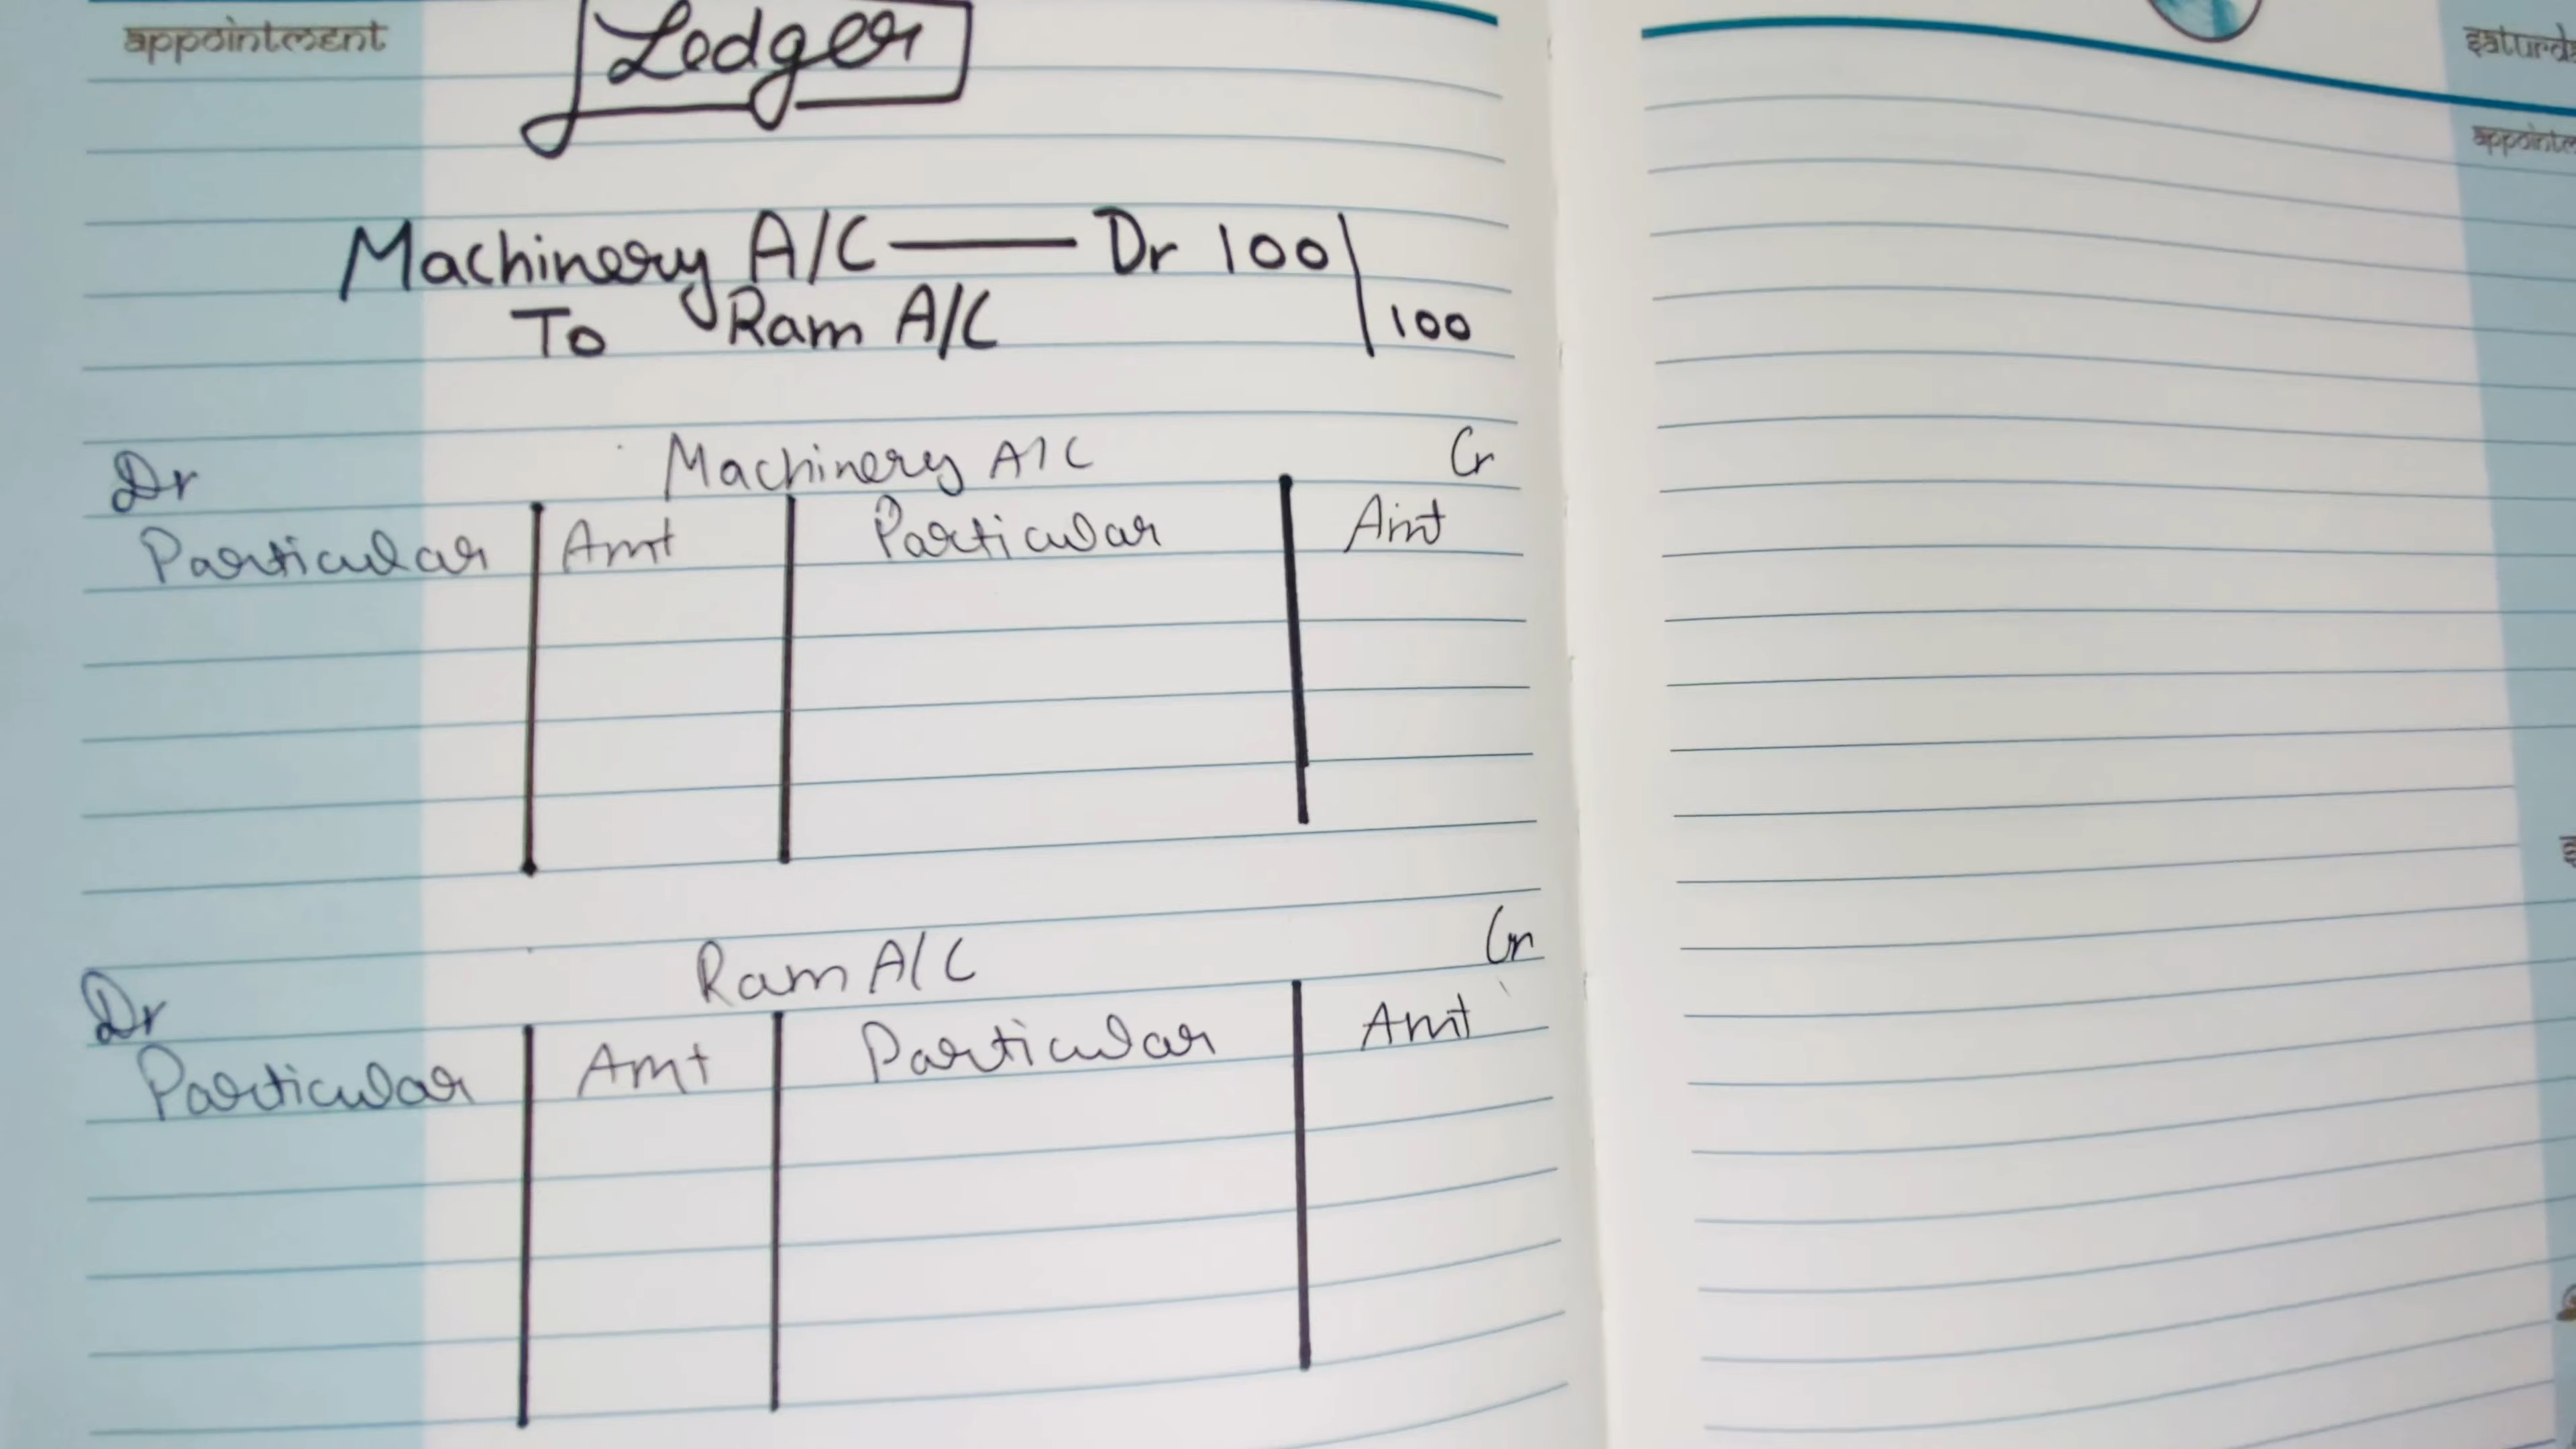 appointment
Ledger
Machinery A/C —— Dr 100
To Ram A/C 100
Dr Machinery A/C Cr
Particular Amt Particular Amt
Dr Ram A/C Cr
Particular Amt Particular Amt